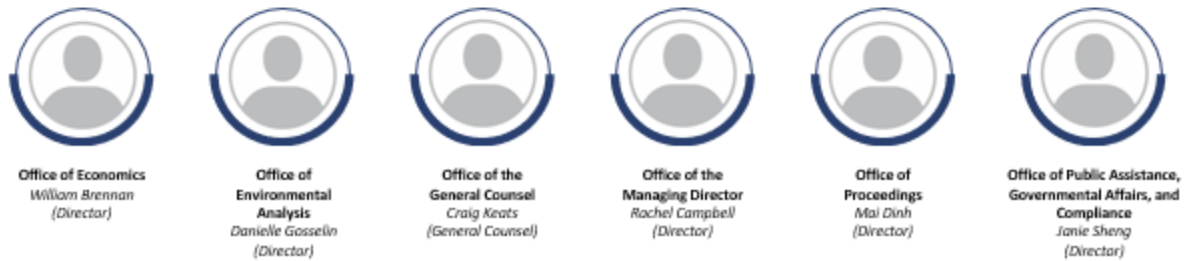 Office of Economics
William Brennan
(Director)
Office of
Environmental
Analysis
Danielle Gosselin
(Director)
Office of the
General Counsel
Craig Keats
(General Counsel)
Office of the
Managing Director
Rachel Campbell
(Director)
Office of
Proceedings
Mai Dinh
(Director)
Office of Public Assistance,
Governmental Affairs, and
Compliance
Janie Sheng
(Director)